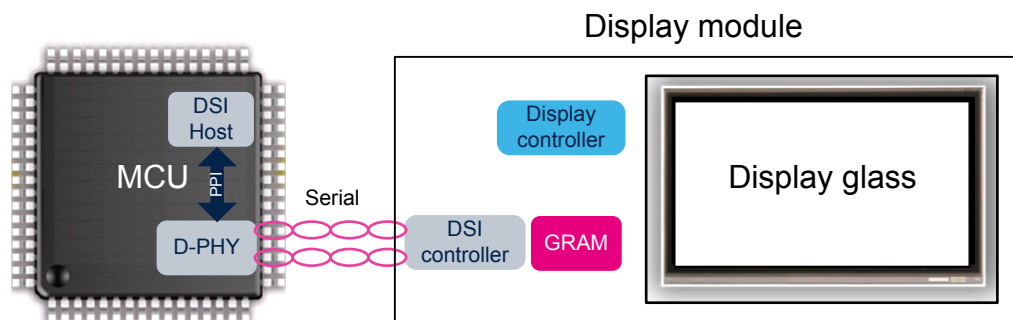 Display module
DSI
Host
Display
controller
MCU
PPI
Display glass
Serial
D-PHY
DSI
controller
GRAM